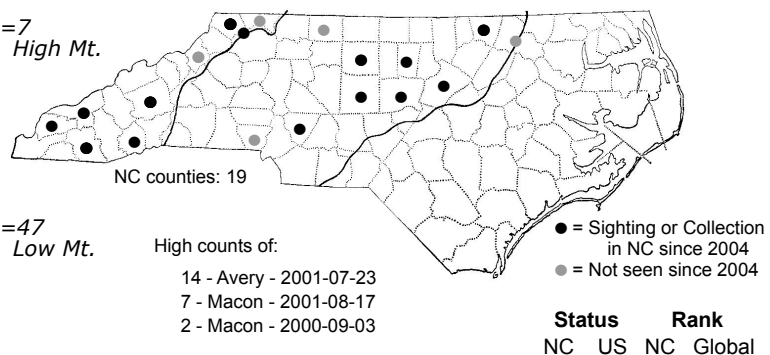 =7
High Mt.
NC counties: 19
=47
Low Mt.
High counts of:
14 - Avery - 2001-07-23
7 - Macon - 2001-08-17
2 - Macon - 2000-09-03
= Sighting or Collection
in NC since 2004
= Not seen since 2004
Status Rank
NC US NC Global